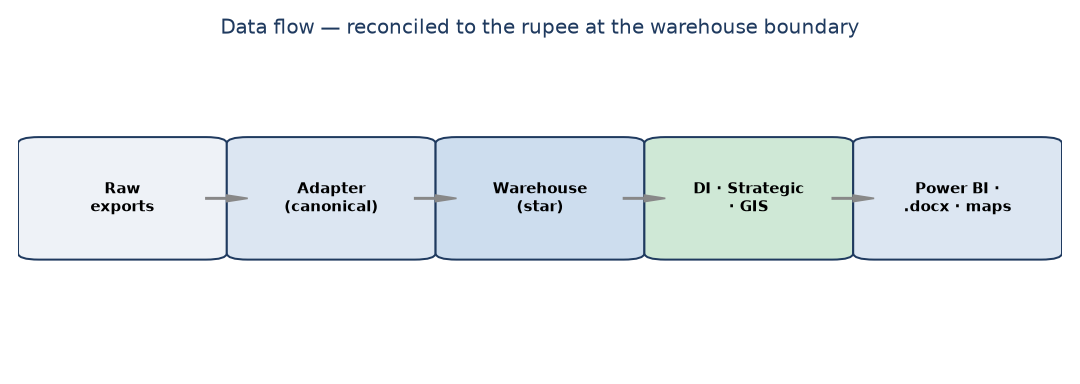 Data flow — reconciled to the rupee at the warehouse boundary
Raw
exports
Adapter
(canonical)
Warehouse
(star)
DI · Strategic
· GIS
Power BI ·
.docx · maps